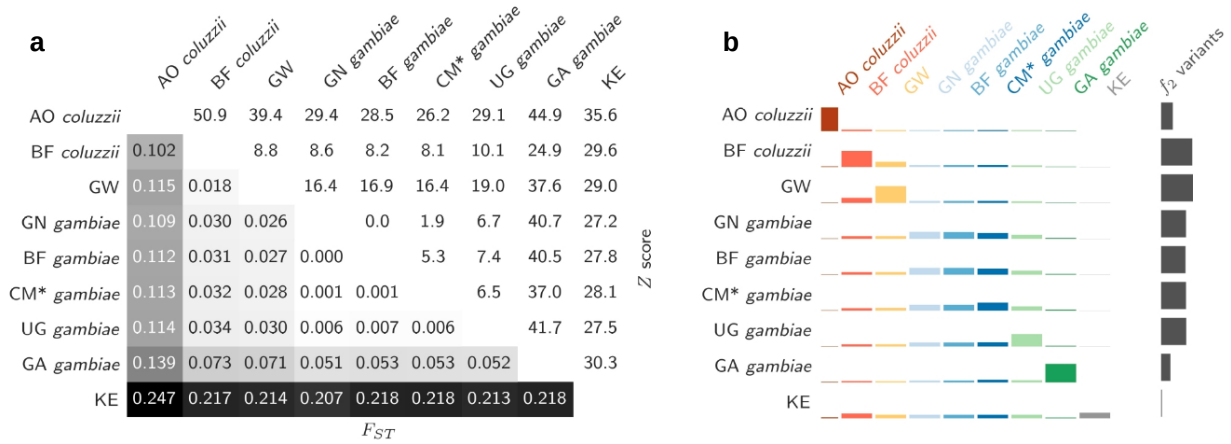 a
AO coluzzii
BF coluzzii
GW
GN gambiae
BF gambiae
CM* gambiae
UG gambiae
GA gambiae
KE
AO coluzzii 50.9 39.4 29.4 28.5 26.2 29.1 44.9 35.6
BF coluzzii 0.102 8.8 8.6 8.2 8.1 10.1 24.9 29.6
GW 0.115 0.018 16.4 16.9 16.4 19.0 37.6 29.0
GN gambiae 0.109 0.030 0.026 0.0 1.9 6.7 40.7 27.2
BF gambiae 0.112 0.031 0.027 0.000 5.3 7.4 40.5 27.8
CM* gambiae 0.113 0.032 0.028 0.001 0.001 6.5 37.0 28.1
UG gambiae 0.114 0.034 0.030 0.006 0.007 0.006 41.7 27.5
GA gambiae 0.139 0.073 0.071 0.051 0.053 0.053 0.052 30.3
KE 0.247 0.217 0.214 0.207 0.218 0.218 0.213 0.218
F_ST
Z score
b
AO coluzzii
BF coluzzii
GW
GN gambiae
BF gambiae
CM* gambiae
UG gambiae
GA gambiae
KE
f2 variants
AO coluzzii
BF coluzzii
GW
GN gambiae
BF gambiae
CM* gambiae
UG gambiae
GA gambiae
KE